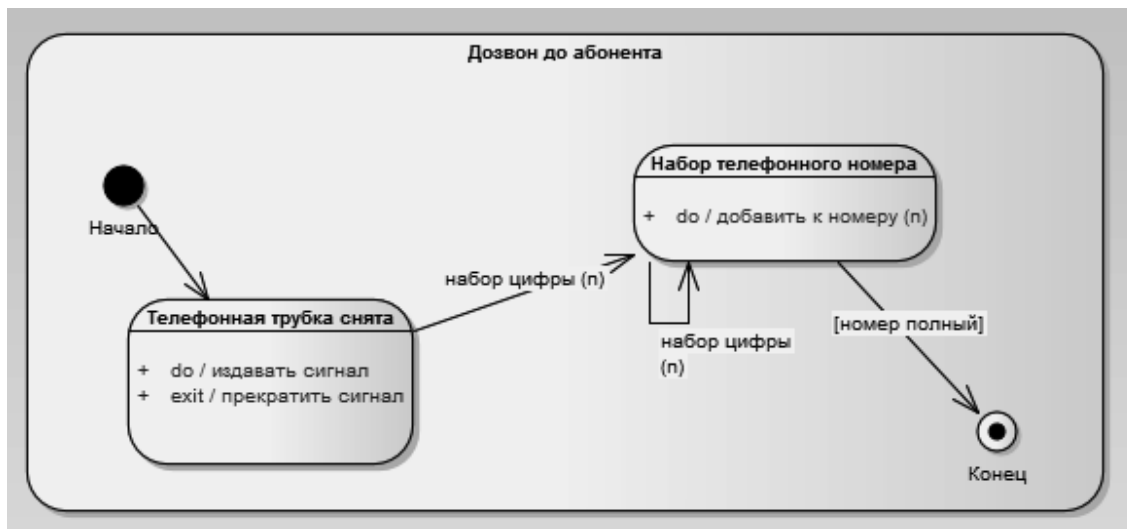 Дозвон до абонента
Набор телефонного номера
+ do / добавить к номеру (n)
Начало
набор цифры (n)
Телефонная трубка снята
+ do / издавать сигнал
+ exit / прекратить сигнал
набор цифры
(n)
[номер полный]
Конец